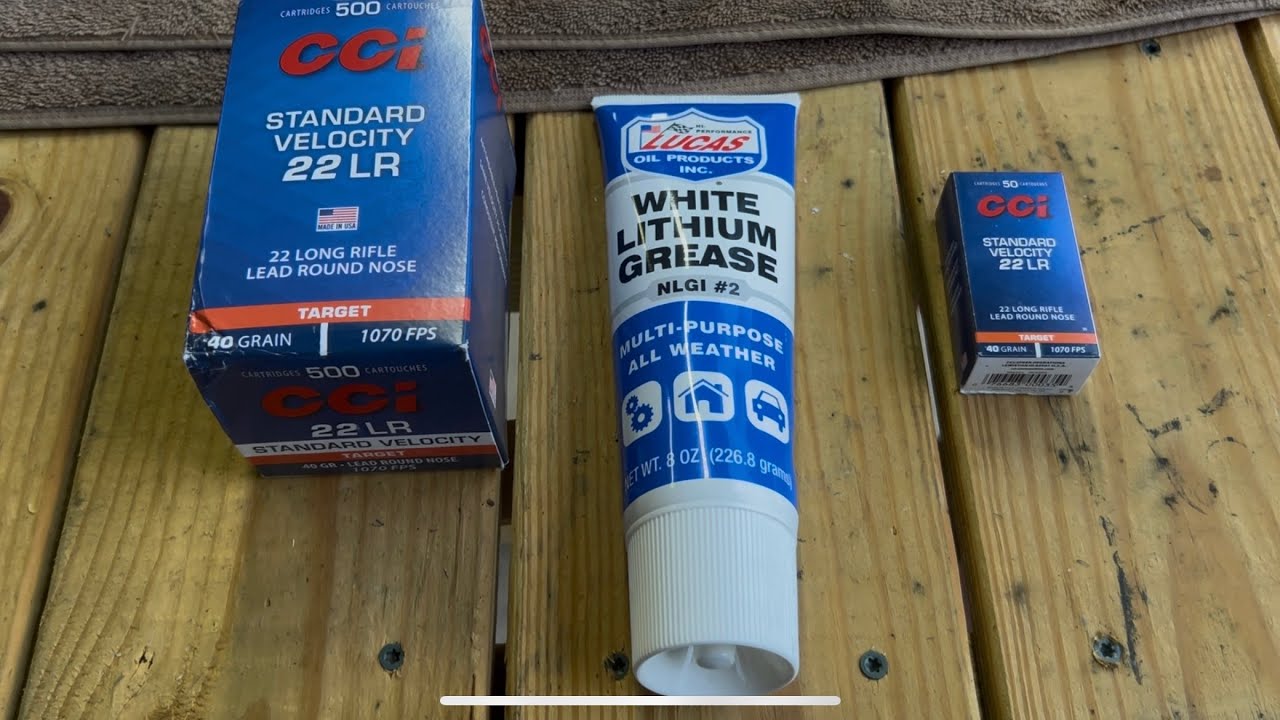 CARTRIDGES 500 CARTOUCHES
CCI
STANDARD
VELOCITY
22 LR
MADE IN USA
22 LONG RIFLE
LEAD ROUND NOSE
TARGET
40 GRAIN 1070 FPS
CARTRIDGES 500 CARTOUCHES
CCI
22 LR
STANDARD VELOCITY
TARGET
40 GR - LEAD ROUND NOSE
1070 FPS
HI-PERFORMANCE
LUCAS
OIL PRODUCTS
INC.
WHITE
LITHIUM
GREASE
NLGI #2
MULTI-PURPOSE
ALL WEATHER
NET WT. 8 OZ. (226.8 grams)
CARTRIDGES 50 CARTOUCHES
CCI
STANDARD
VELOCITY
22 LR
22 LONG RIFLE
LEAD ROUND NOSE
TARGET
40 GRAIN 1070 FPS